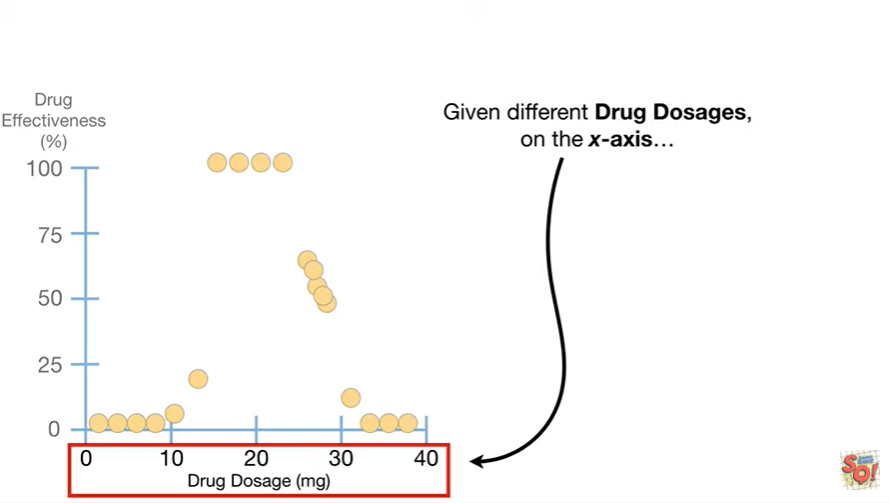 Drug
Effectiveness
(%)
Given different Drug Dosages,
on the x-axis…
100
75
50
25
0
0 10 20 30 40
Drug Dosage (mg)
SQ!